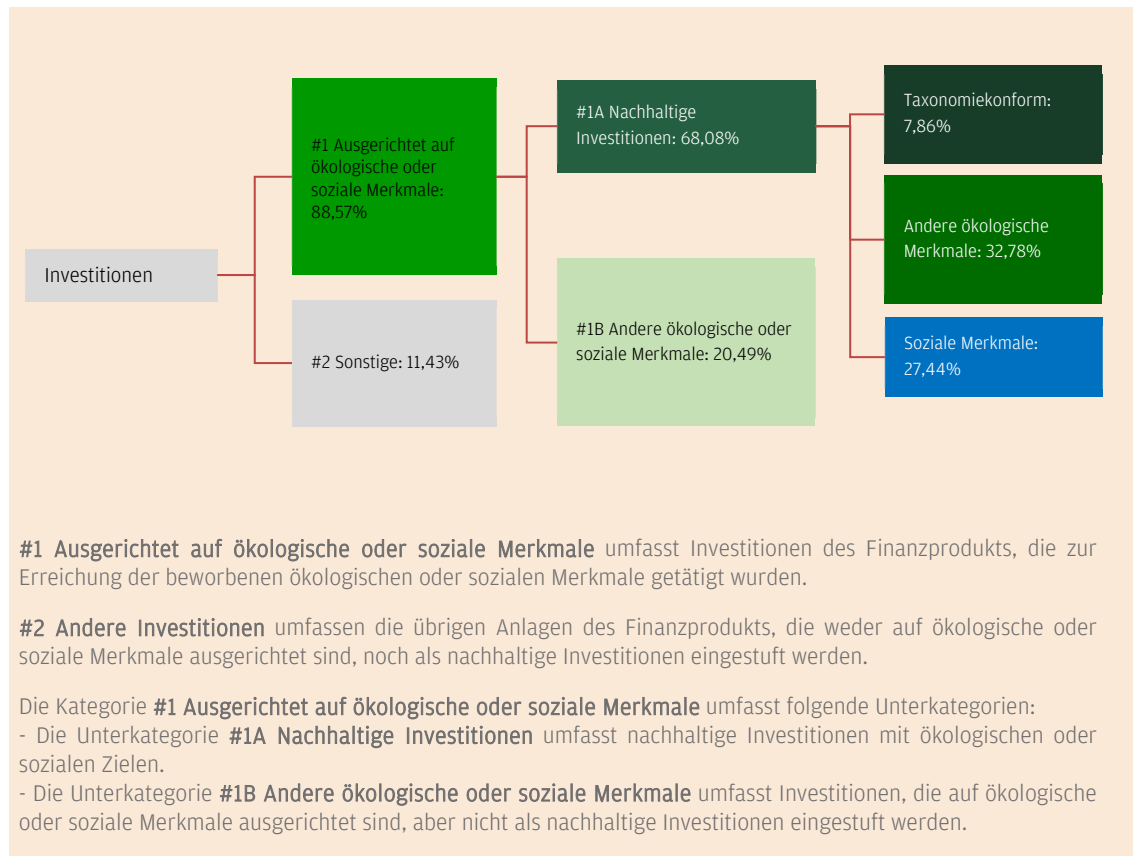 Investitionen
#1 Ausgerichtet auf
ökologische oder
soziale Merkmale:
88,57%
#2 Sonstige: 11,43%
#1A Nachhaltige
Investitionen: 68,08%
#1B Andere ökologische oder
soziale Merkmale: 20,49%
Taxonomiekonform:
7,86%
Andere ökologische
Merkmale: 32,78%
Soziale Merkmale:
27,44%
#1 Ausgerichtet auf ökologische oder soziale Merkmale umfasst Investitionen des Finanzprodukts, die zur
Erreichung der beworbenen ökologischen oder sozialen Merkmale getätigt wurden.
#2 Andere Investitionen umfassen die übrigen Anlagen des Finanzprodukts, die weder auf ökologische oder
soziale Merkmale ausgerichtet sind, noch als nachhaltige Investitionen eingestuft werden.
Die Kategorie #1 Ausgerichtet auf ökologische oder soziale Merkmale umfasst folgende Unterkategorien:
- Die Unterkategorie #1A Nachhaltige Investitionen umfasst nachhaltige Investitionen mit ökologischen oder
sozialen Zielen.
- Die Unterkategorie #1B Andere ökologische oder soziale Merkmale umfasst Investitionen, die auf ökologische
oder soziale Merkmale ausgerichtet sind, aber nicht als nachhaltige Investitionen eingestuft werden.